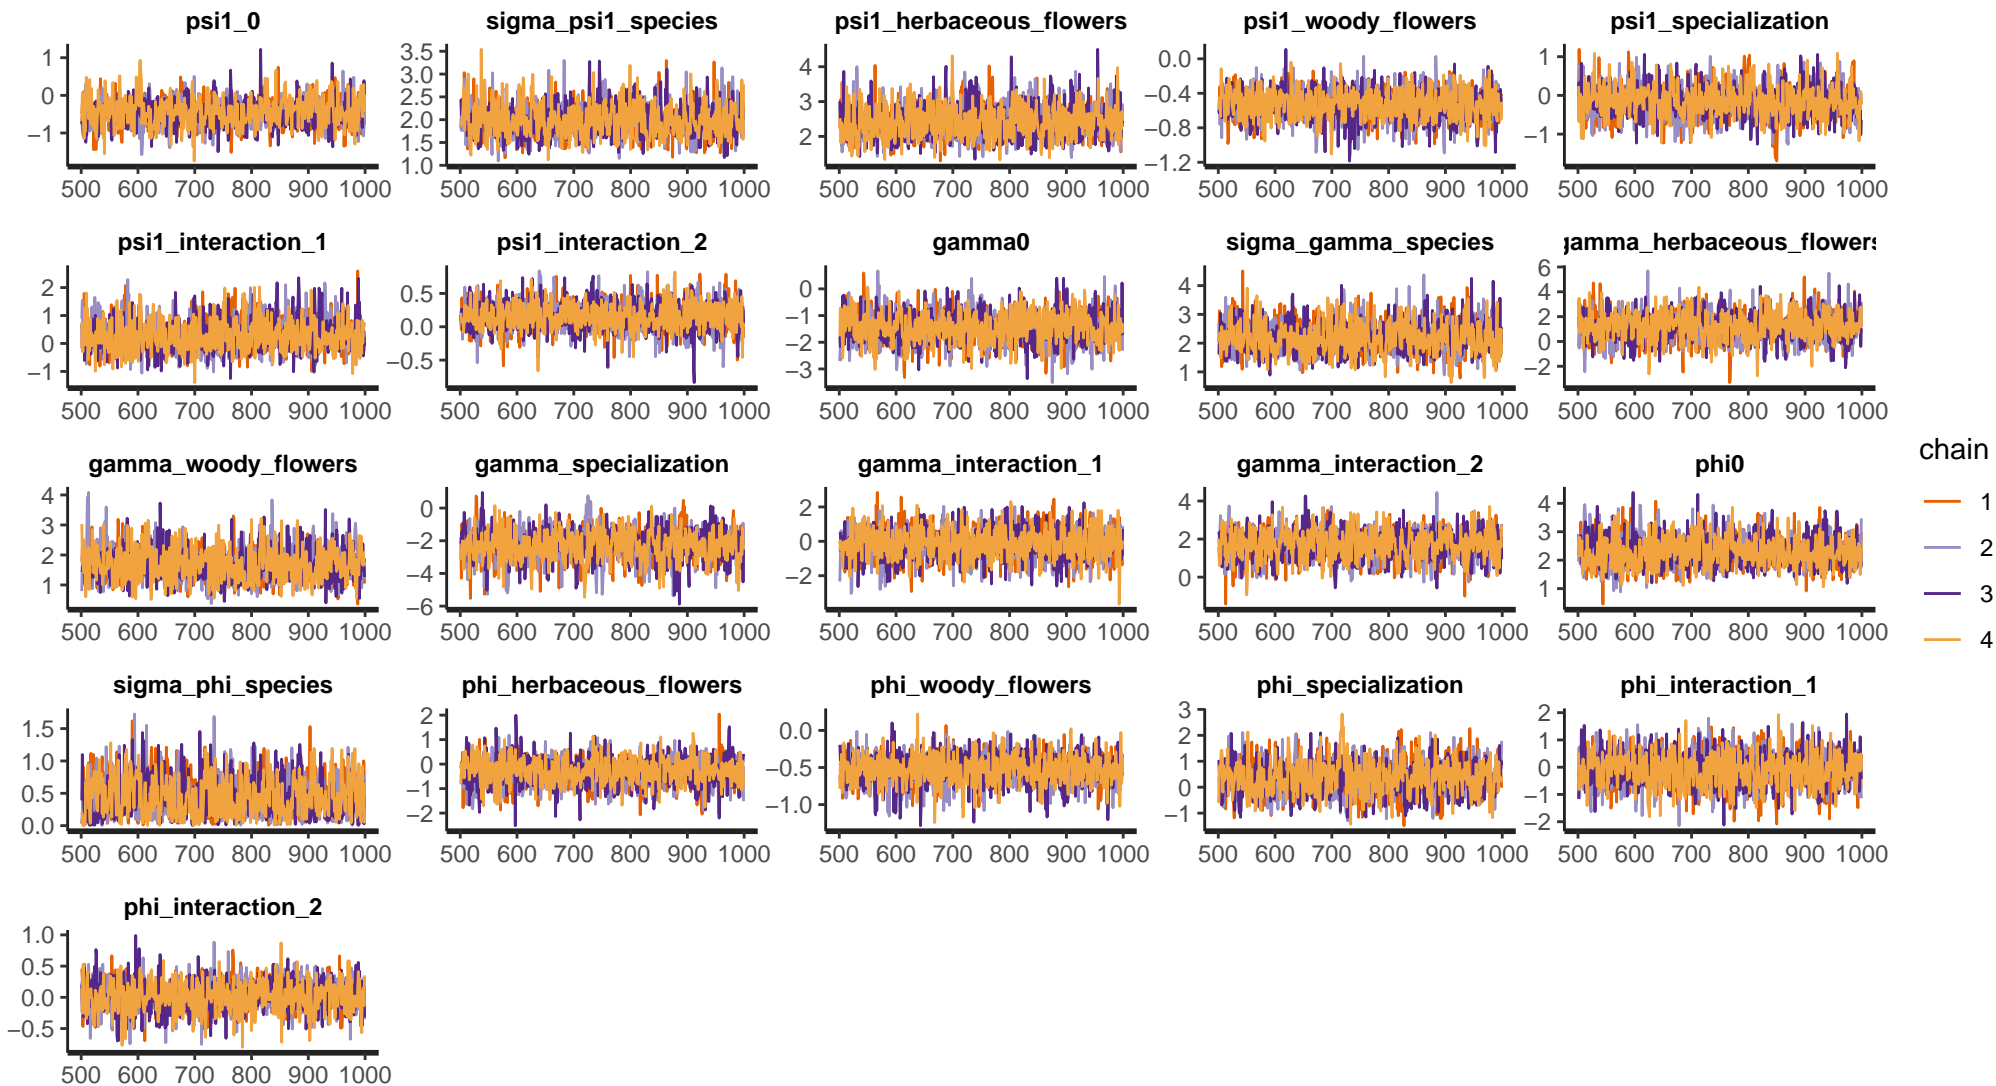 psi1_0 sigma_psi1_species psi1_herbaceous_flowers psi1_woody_flowers psi1_specialization
1 0 −1
3.5 3.0 2.5 2.0 1.5 1.0
4 3 2
0.0 −0.4 −0.8 −1.2
1 0 −1
500 600 700 800 900 1000 500 600 700 800 900 1000 500 600 700 800 900 1000 500 600 700 800 900 1000 500 600 700 800 900 1000
psi1_interaction_1 psi1_interaction_2 gamma0 sigma_gamma_species gamma_herbaceous_flowers
2 1 0 −1
0.5 0.0 −0.5
0 −1 −2 −3
4 3 2 1
6 4 2 0 −2
500 600 700 800 900 1000 500 600 700 800 900 1000 500 600 700 800 900 1000 500 600 700 800 900 1000 500 600 700 800 900 1000
gamma_woody_flowers gamma_specialization gamma_interaction_1 gamma_interaction_2 phi0
4 3 2 1
0 −2 −4 −6
2 0 −2
4 2 0
4 3 2 1
500 600 700 800 900 1000 500 600 700 800 900 1000 500 600 700 800 900 1000 500 600 700 800 900 1000 500 600 700 800 900 1000
sigma_phi_species phi_herbaceous_flowers phi_woody_flowers phi_specialization phi_interaction_1
1.5 1.0 0.5 0.0
2 1 0 −1 −2
0.0 −0.5 −1.0
3 2 1 0 −1
2 1 0 −1 −2
500 600 700 800 900 1000 500 600 700 800 900 1000 500 600 700 800 900 1000 500 600 700 800 900 1000 500 600 700 800 900 1000
phi_interaction_2
1.0 0.5 0.0 −0.5
500 600 700 800 900 1000
chain
1
2
3
4